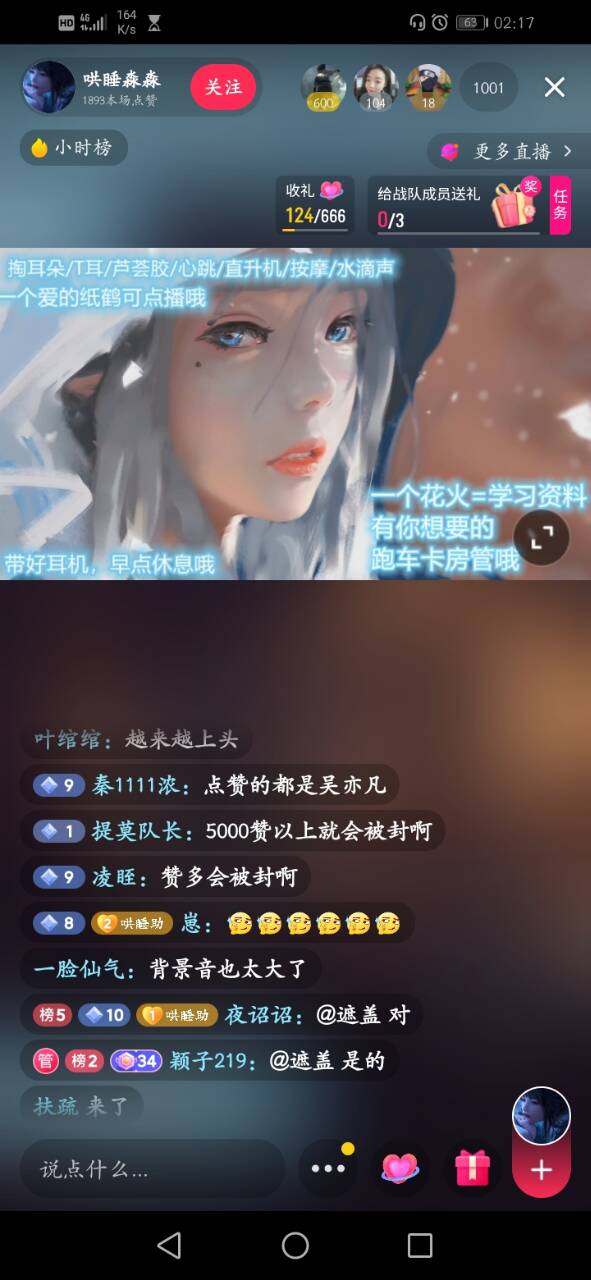 HD 4G 164 K/s 63 02:17
哄睡淼淼
1893本场点赞
关注
600
104
18
1001
小时榜
更多直播
收礼
124/666
给战队成员送礼
0/3
奖
任务
掏耳朵/T耳/芦荟胶/心跳/直升机/按摩/水滴声
一个爱的纸鹤可点播哦
一个花火=学习资料
有你想要的
跑车卡房管哦
带好耳机，早点休息哦
叶绾绾：越来越上头
9 秦1111浓：点赞的都是吴亦凡
1 提莫队长：5000赞以上就会被封啊
9 凌眰：赞多会被封啊
8 2 哄睡助 崽：
一脸仙气：背景音也太大了
榜5 10 1 哄睡助 夜诏诏：@遮盖 对
管 榜2 34 颖子219：@遮盖 是的
扶疏 来了
说点什么...